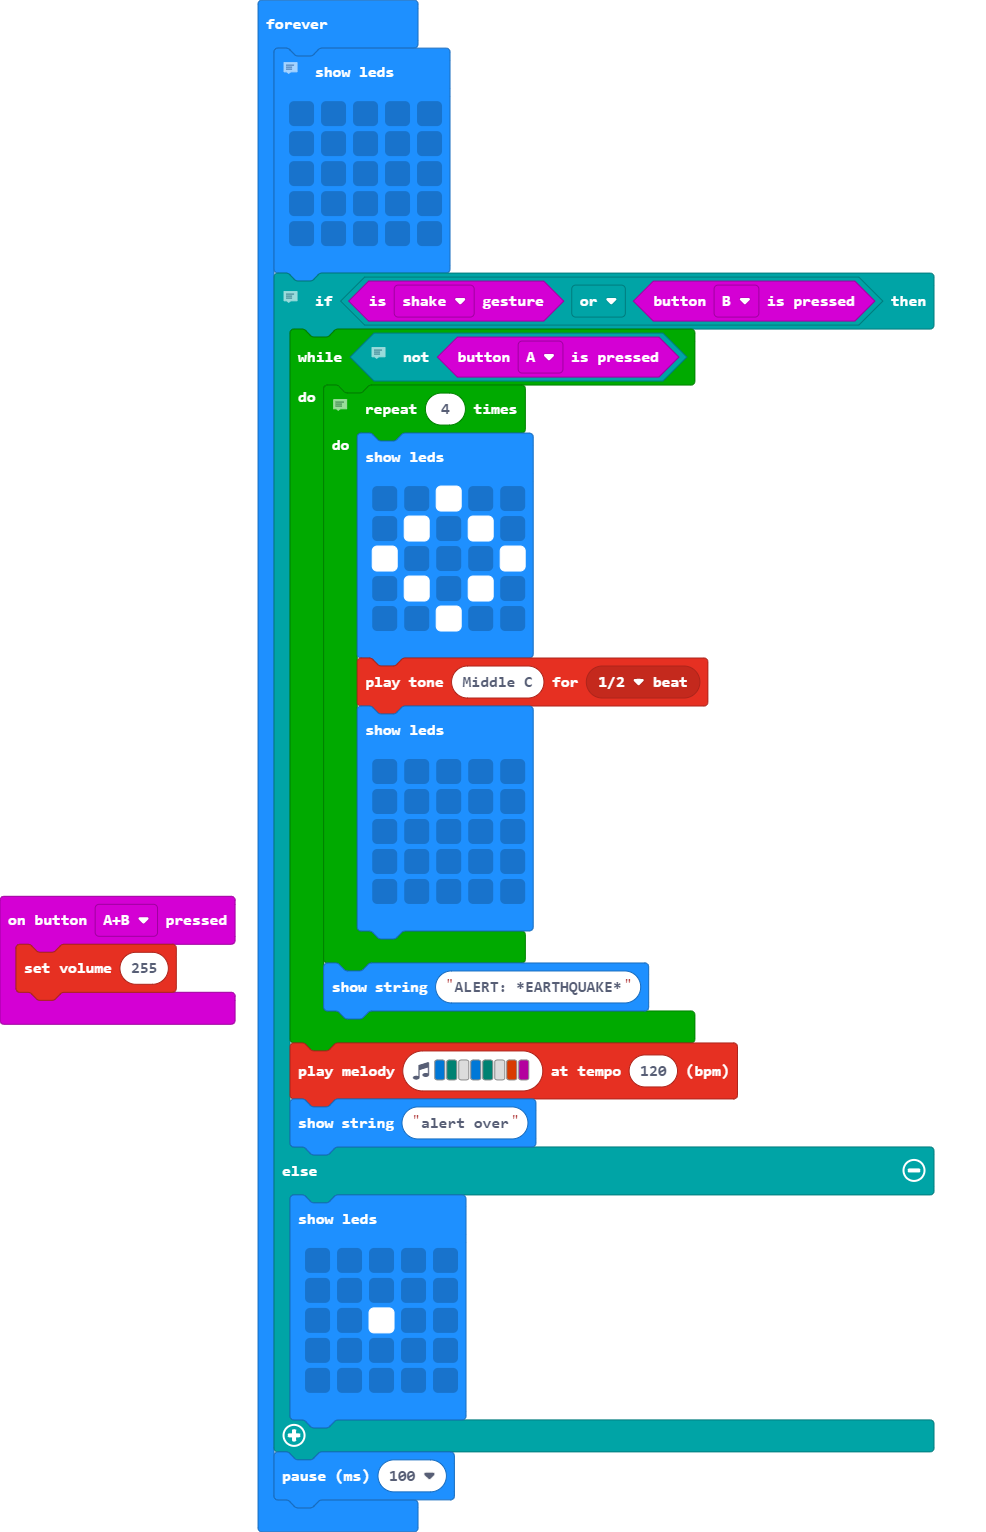 forever
show leds
if is shake gesture or button B is pressed then
while not button A is pressed
do
repeat 4 times
do
show leds
play tone Middle C for 1/2 beat
show leds
on button A+B pressed
set volume 255
show string "ALERT: *EARTHQUAKE*"
play melody at tempo 120 (bpm)
show string "alert over"
else
show leds
pause (ms) 100